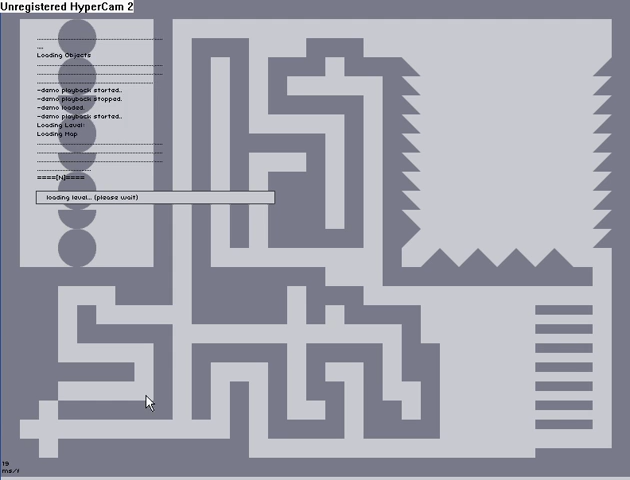 Unregistered HyperCam 2
...
Loading Objects
-demo playback started..
-demo playback stopped.
-demo loaded.
-demo playback started..
Loading Level:
Loading Map
====[N]====
loading level... (please wait)
19
ms/f